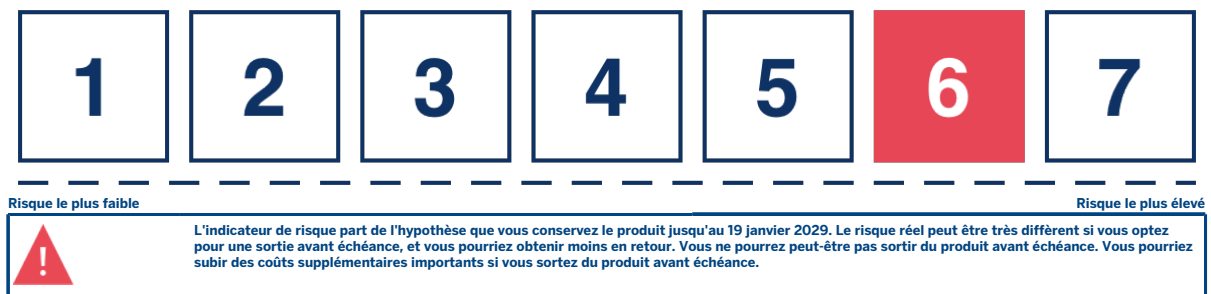 1 2 3 4 5 6 7
Risque le plus faible Risque le plus élevé
L'indicateur de risque part de l'hypothèse que vous conservez le produit jusqu'au 19 janvier 2029. Le risque réel peut être très différent si vous optez
pour une sortie avant échéance, et vous pourriez obtenir moins en retour. Vous ne pourrez peut-être pas sortir du produit avant échéance. Vous pourriez
subir des coûts supplémentaires importants si vous sortez du produit avant échéance.
!